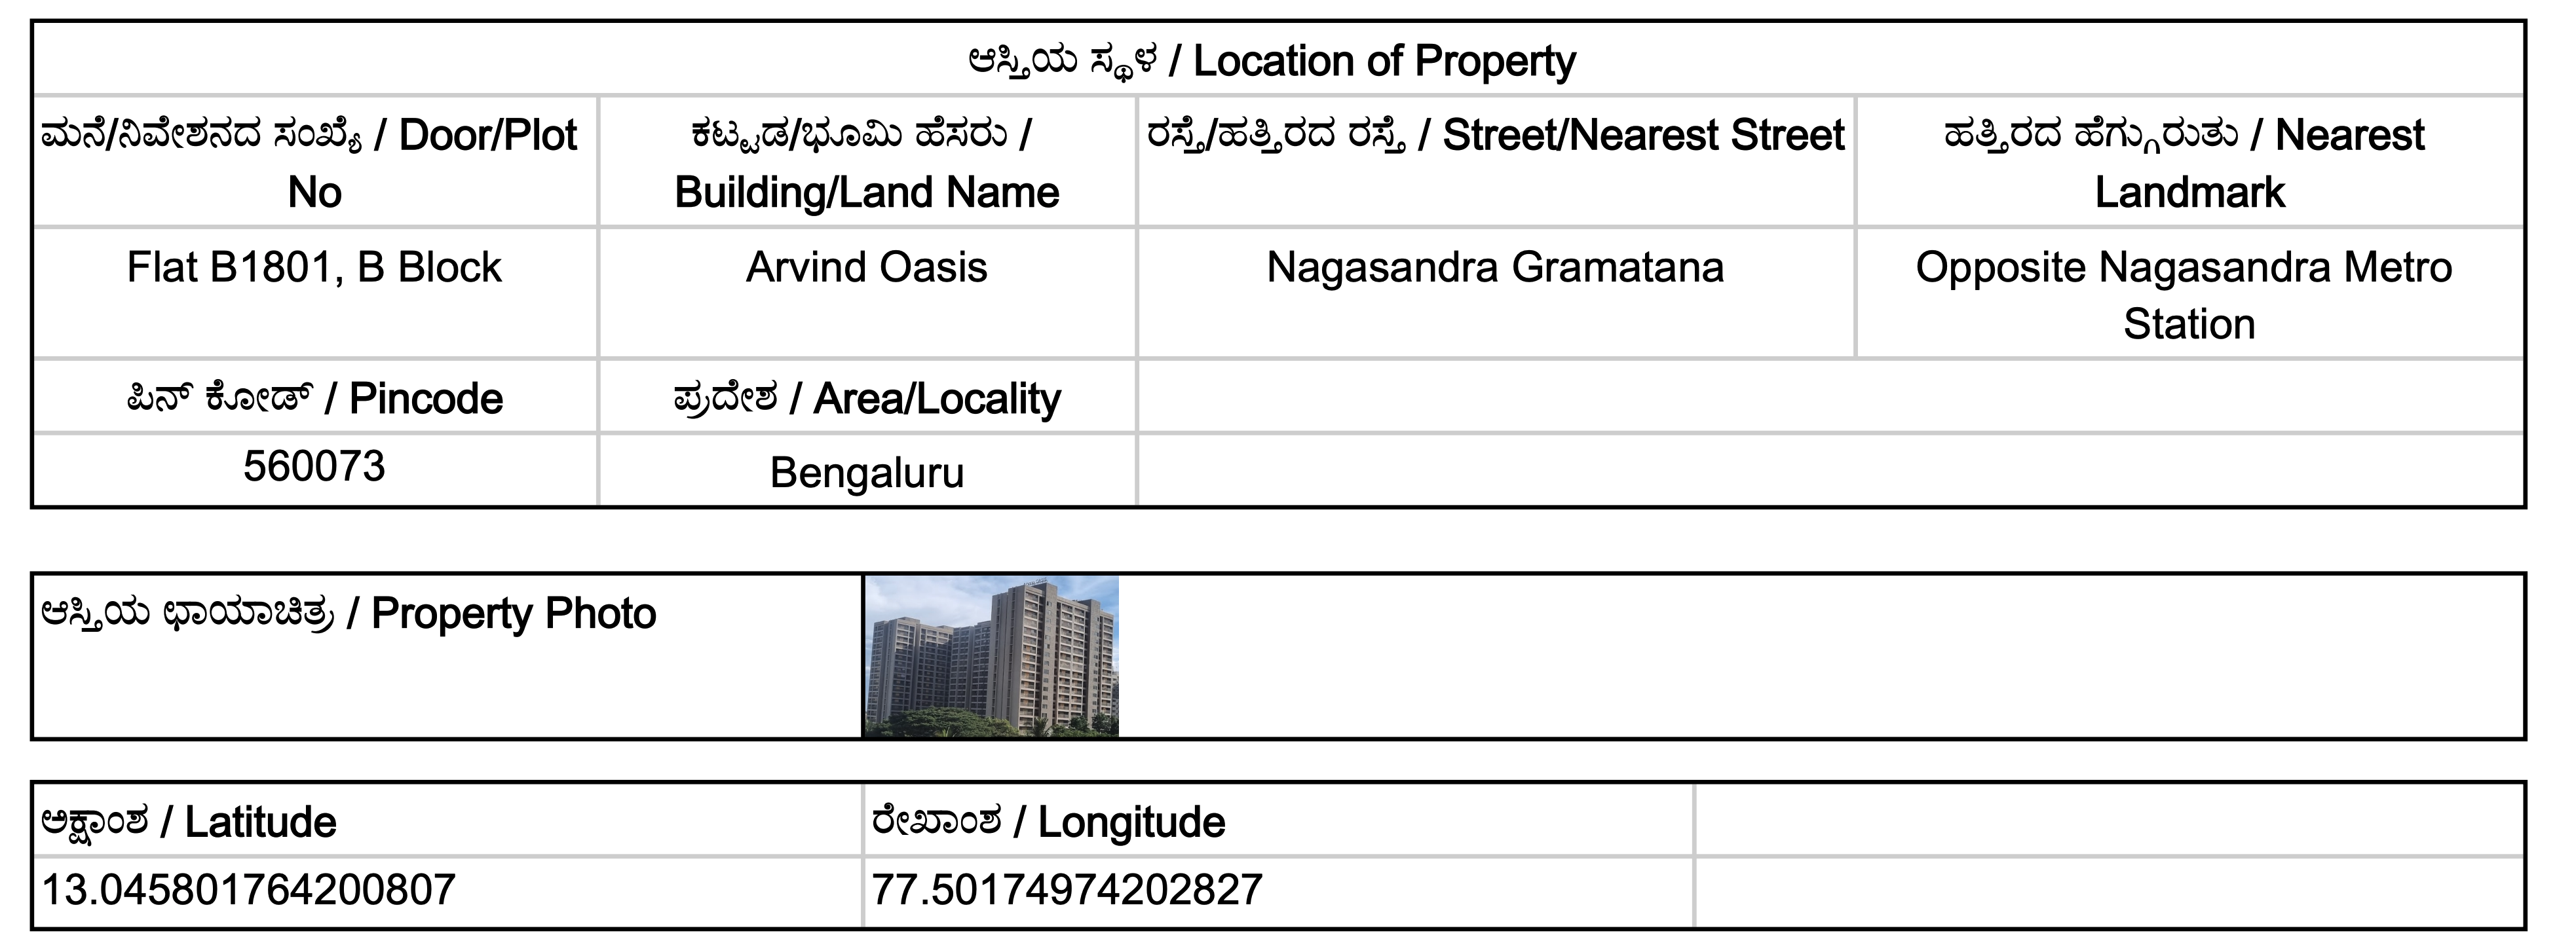 ಆಸ್ತಿಯ ಸ್ಥಳ / Location of Property
ಮನೆ/ನಿವೇಶನದ ಸಂಖ್ಯೆ / Door/Plot No
ಕಟ್ಟಡ/ಭೂಮಿ ಹೆಸರು / Building/Land Name
ರಸ್ತೆ/ಹತ್ತಿರದ ರಸ್ತೆ / Street/Nearest Street
ಹತ್ತಿರದ ಹೆಗ್ಗುರುತು / Nearest Landmark
Flat B1801, B Block
Arvind Oasis
Nagasandra Gramatana
Opposite Nagasandra Metro Station
ಪಿನ್ ಕೋಡ್ / Pincode
ಪ್ರದೇಶ / Area/Locality
560073
Bengaluru
ಆಸ್ತಿಯ ಛಾಯಾಚಿತ್ರ / Property Photo
ಅಕ್ಷಾಂಶ / Latitude
ರೇಖಾಂಶ / Longitude
13.045801764200807
77.50174974202827